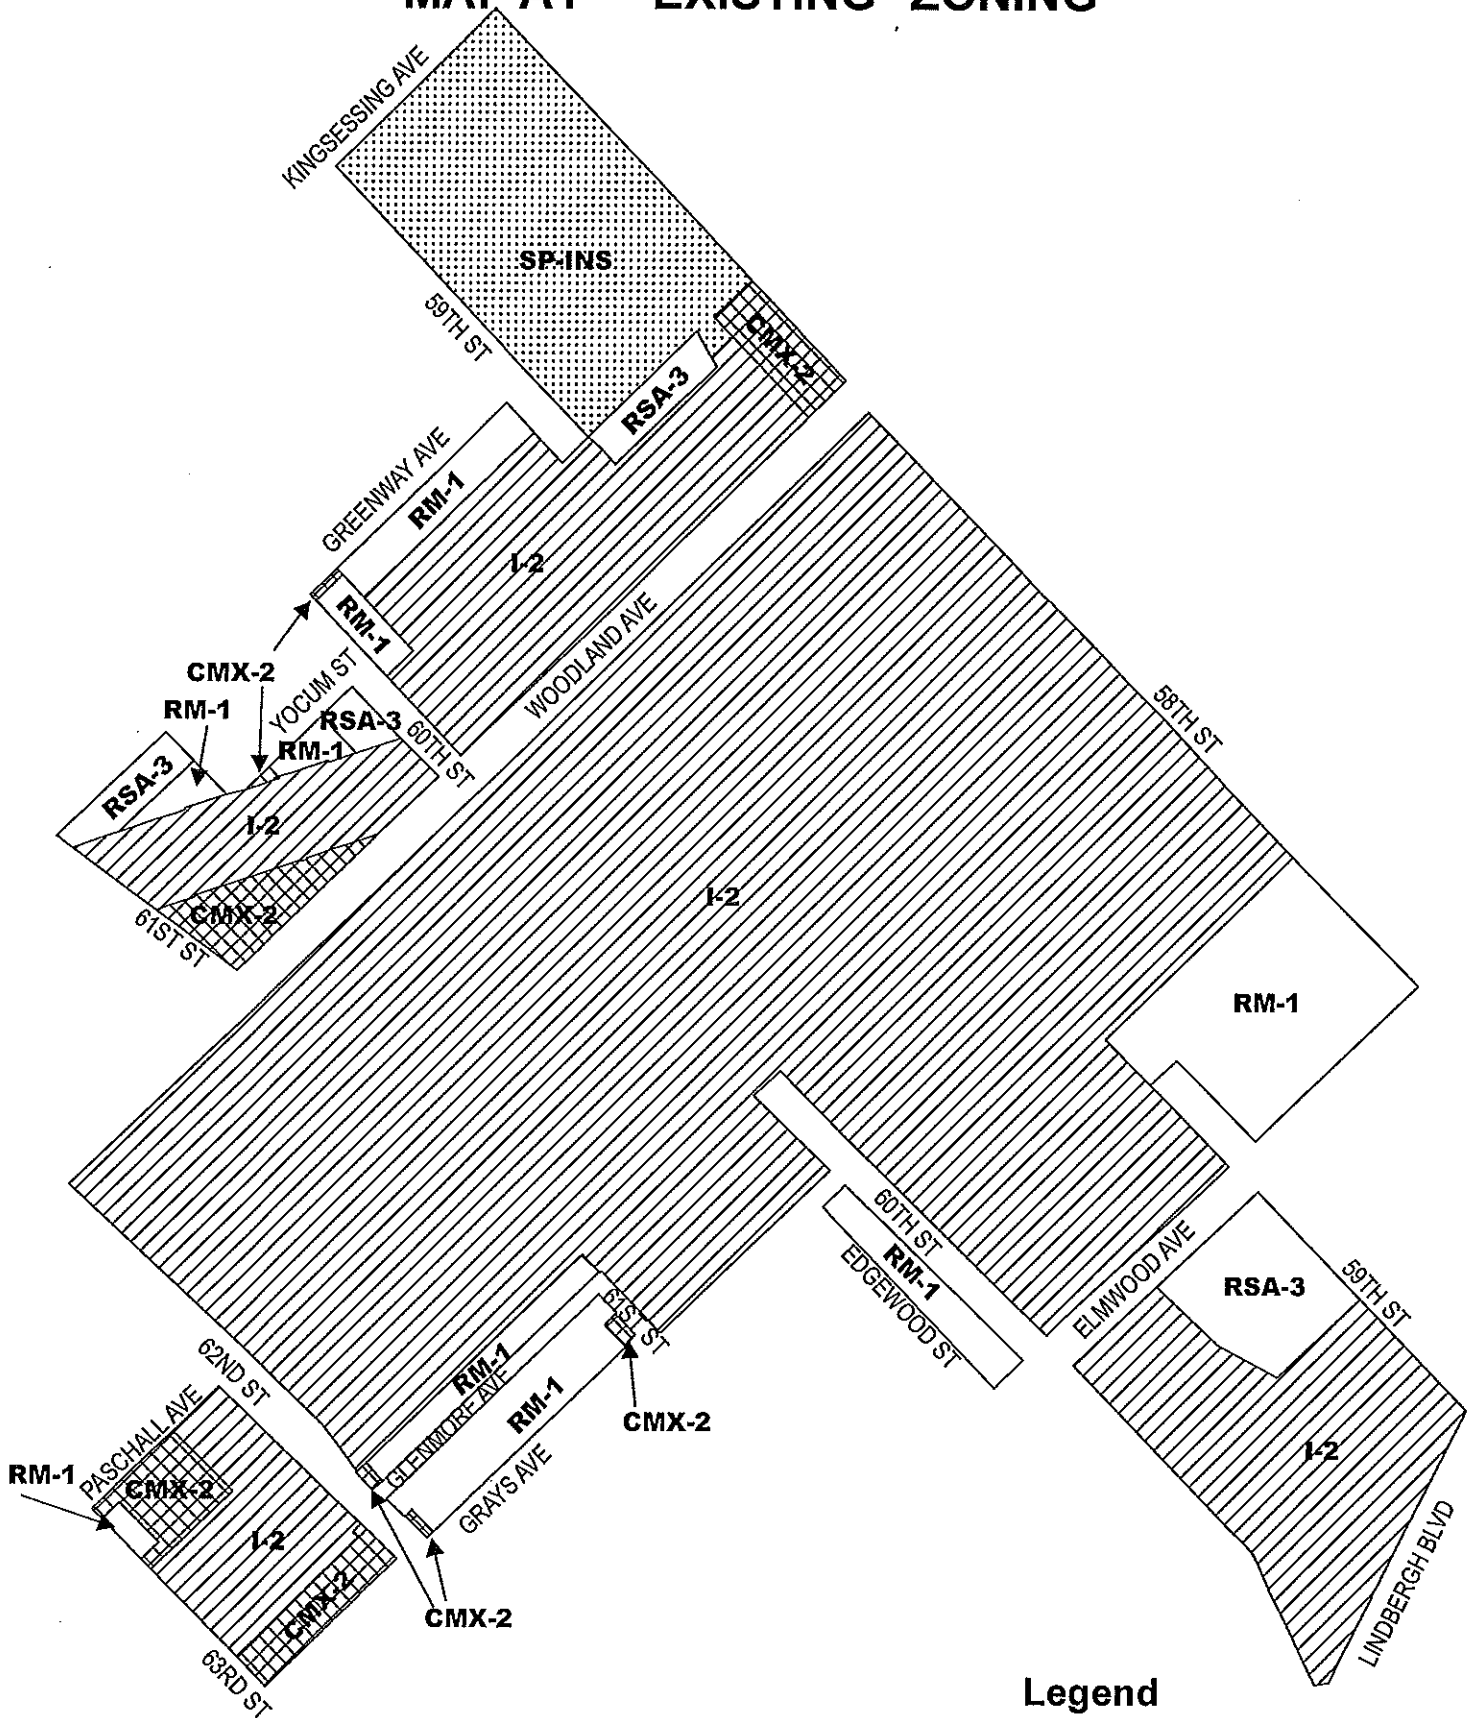 MAP A1 EXISTING ZONING
KINGSESSING AVE
SP-INS
59TH ST
CMX-2
RSA-3
GREENWAY AVE
RM-1
I-2
RM-1
WOODLAND AVE
CMX-2
YOCUM ST
RM-1
RSA-3
RM-1
60TH ST
58TH ST
RSA-3
I-2
CMX-2
61ST ST
I-2
RM-1
60TH ST
RM-1
EDGEWOOD ST
ELMWOOD AVE
RSA-3
59TH ST
61ST ST
62ND ST
RM-1
GLENMORE AVE
RM-1
CMX-2
PASCHALL AVE
RM-1
CMX-2
GRAYS AVE
I-2
I-2
LINDBERGH BLVD
CMX-2
CMX-2
63RD ST
Legend